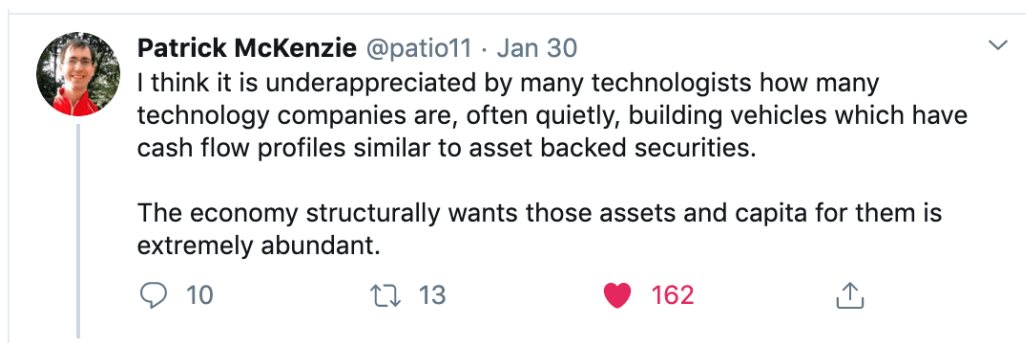 Patrick McKenzie @patio11 · Jan 30
I think it is underappreciated by many technologists how many
technology companies are, often quietly, building vehicles which have
cash flow profiles similar to asset backed securities.
The economy structurally wants those assets and capita for them is
extremely abundant.
10 13 162